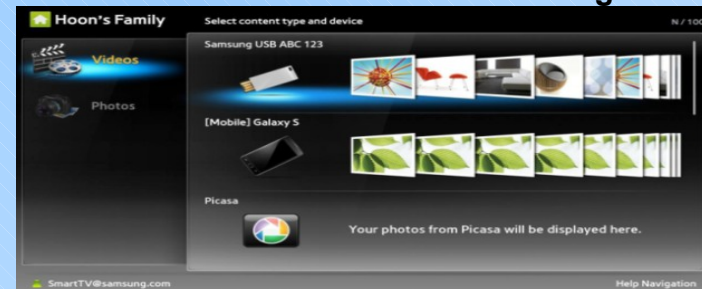 Hoon's Family
Select content type and device
N / 100
Videos
Photos
Samsung USB ABC 123
[Mobile] Galaxy S
Picasa
Your photos from Picasa will be displayed here.
SmartTV@samsung.com
Help Navigation